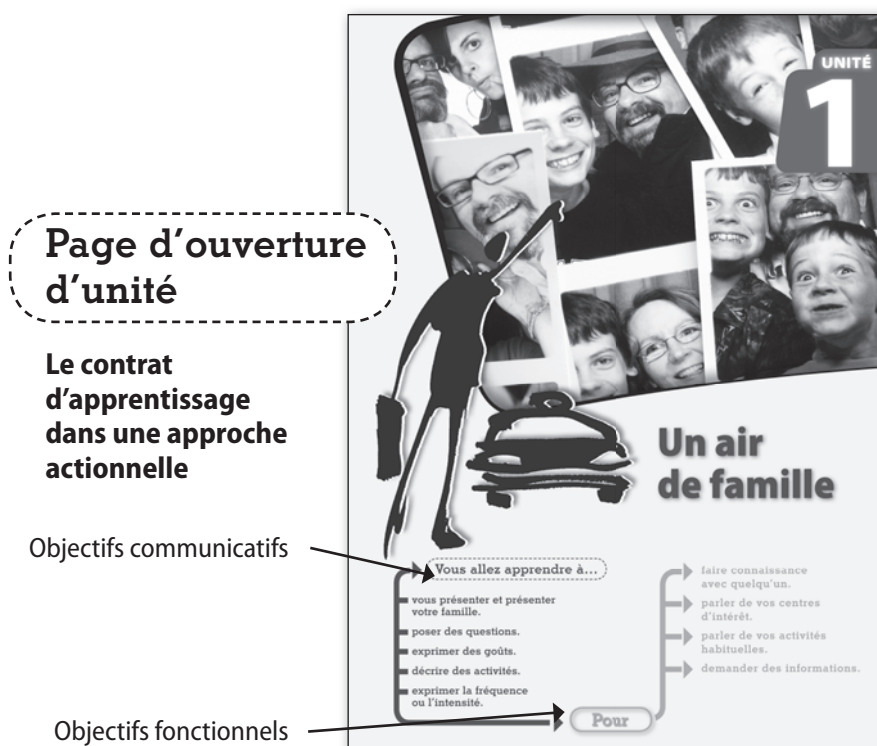 UNITÉ
1
Page d’ouverture
d’unité
Le contrat
d’apprentissage
dans une approche
actionnelle
Un air
de famille
Objectifs communicatifs
Vous allez apprendre à...
vous présenter et présenter
votre famille.
poser des questions.
exprimer des goûts.
décrire des activités.
exprimer la fréquence
ou l’intensité.
faire connaissance
avec quelqu’un.
parler de vos centres
d’intérêt.
parler de vos activités
habituelles.
demander des informations.
Objectifs fonctionnels
Pour